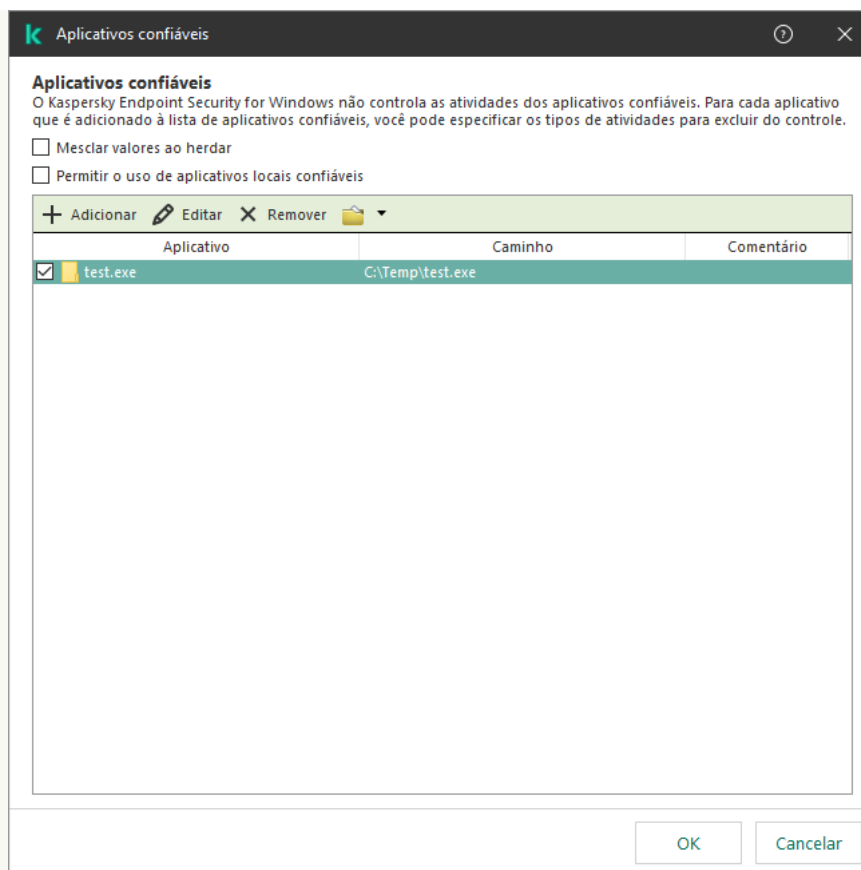 Aplicativos confiáveis
Aplicativos confiáveis
O Kaspersky Endpoint Security for Windows não controla as atividades dos aplicativos confiáveis. Para cada aplicativo
que é adicionado à lista de aplicativos confiáveis, você pode especificar os tipos de atividades para excluir do controle.
Mesclar valores ao herdar
Permitir o uso de aplicativos locais confiáveis
Adicionar Editar Remover
Aplicativo Caminho Comentário
test.exe C:\Temp\test.exe
OK Cancelar